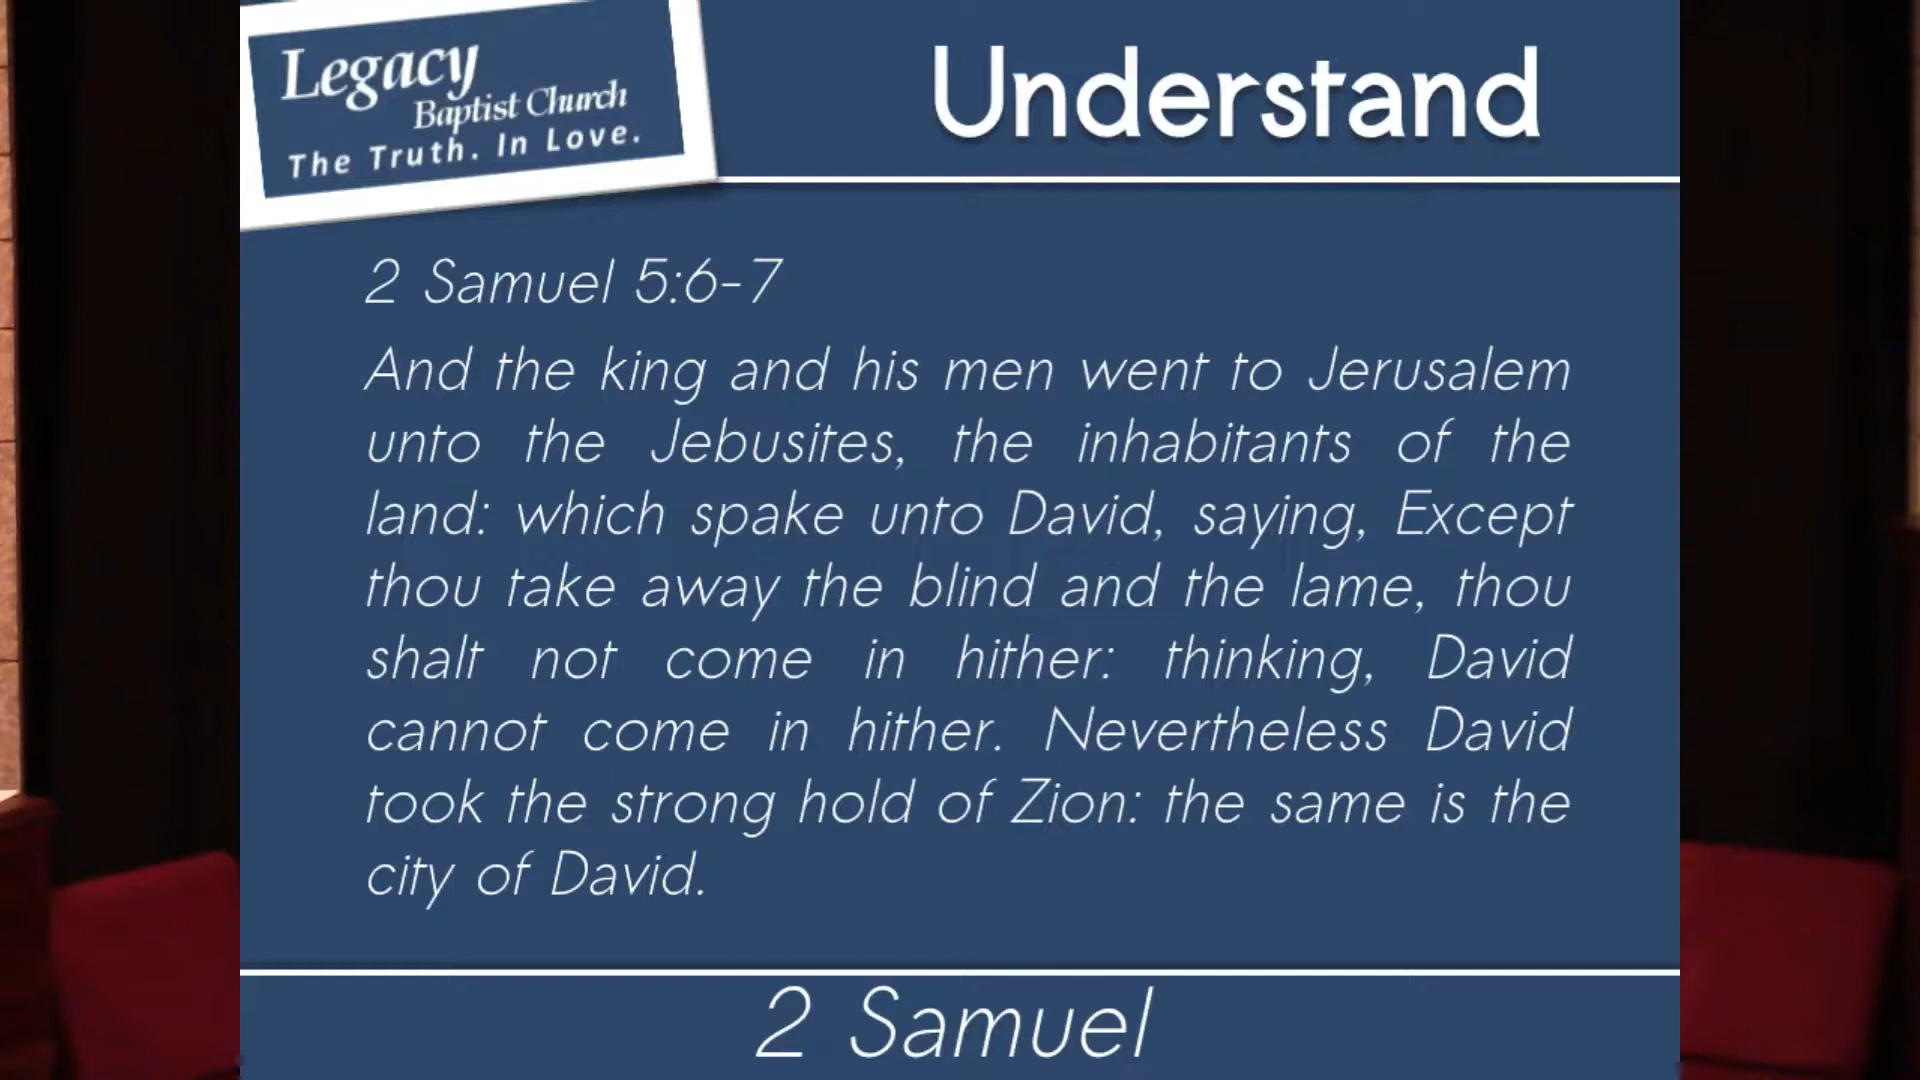 Legacy
Baptist Church
The Truth. In Love.
Understand
2 Samuel 5:6-7
And the king and his men went to Jerusalem
unto the Jebusites, the inhabitants of the
land: which spake unto David, saying, Except
thou take away the blind and the lame, thou
shalt not come in hither: thinking, David
cannot come in hither. Nevertheless David
took the strong hold of Zion: the same is the
city of David.
2 Samuel